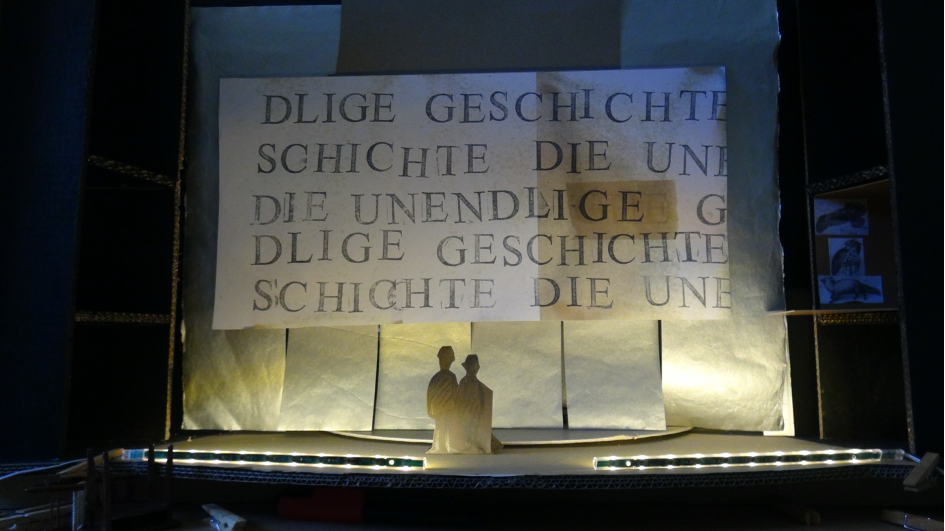 DLIGE GESCHICHTE
SCHICHTE DIE UNE
DIE UNENDLIGE G
DLIGE GESCHICHTE
SCHICHTE DIE UNE